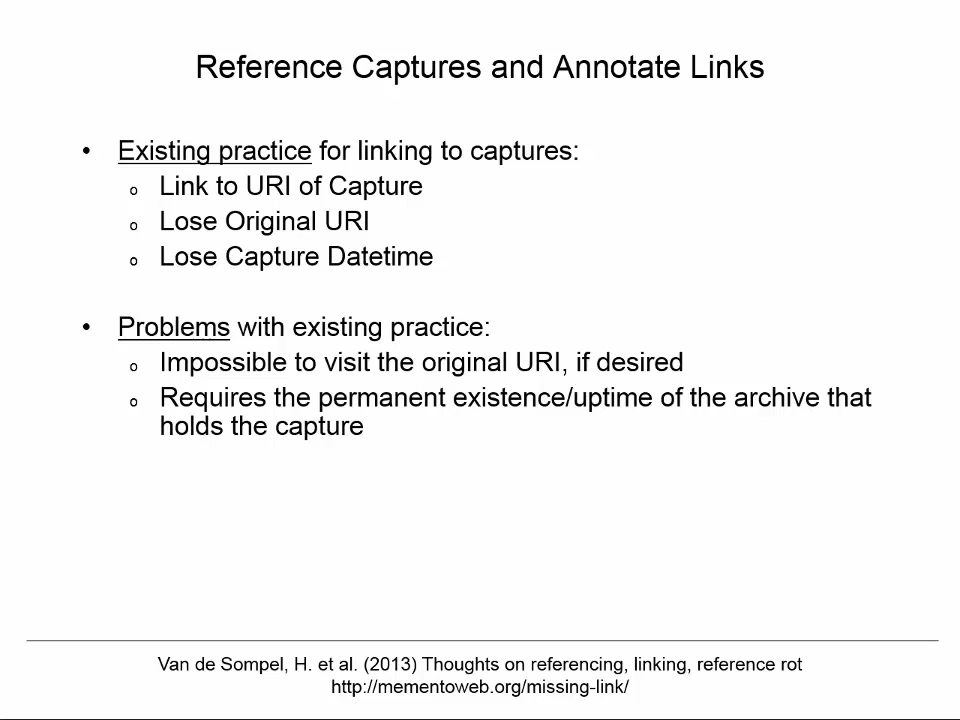 Reference Captures and Annotate Links
• Existing practice for linking to captures:
o Link to URI of Capture
o Lose Original URI
o Lose Capture Datetime
• Problems with existing practice:
o Impossible to visit the original URI, if desired
o Requires the permanent existence/uptime of the archive that
holds the capture
Van de Sompel, H. et al. (2013) Thoughts on referencing, linking, reference rot
http://mementoweb.org/missing-link/